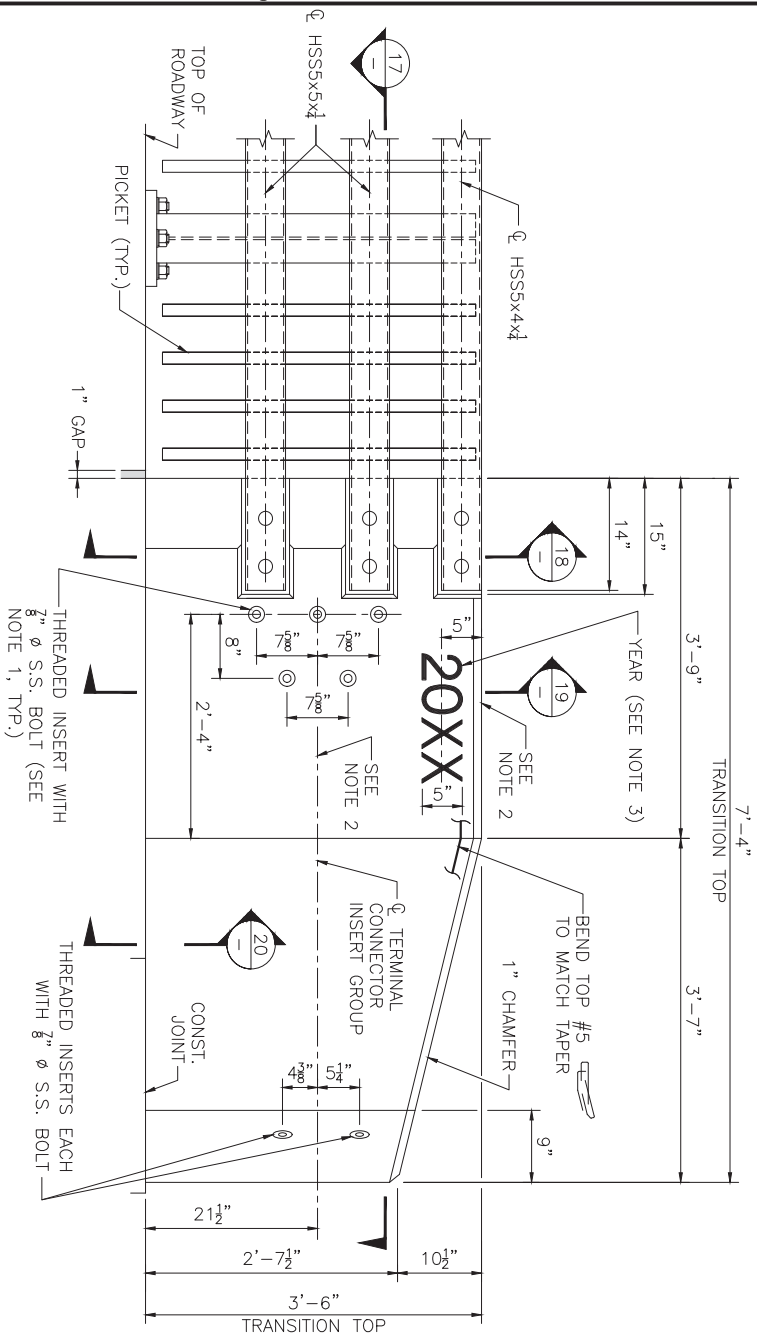 7'-4"
TRANSITION TOP
3'-9"
3'-7"
15"
14"
9"
℄ HSS5x4x¼
℄ HSS5x5x¼
17
-
18
-
19
-
20
-
YEAR (SEE NOTE 3)
SEE
NOTE 2
BEND TOP #5
TO MATCH TAPER
1" CHAMFER
5"
20XX
5"
SEE
NOTE 2
℄ TERMINAL
CONNECTOR
INSERT GROUP
7⅝"
7⅝"
7⅝"
8"
2'-4"
5¼"
4⅜"
TOP OF
ROADWAY
PICKET (TYP.)
1" GAP
THREADED INSERT WITH
⅞" ø S.S. BOLT (SEE
NOTE 1, TYP.)
CONST.
JOINT
THREADED INSERTS EACH
WITH ⅞" ø S.S. BOLT
21½"
2'-7½"
10½"
3'-6"
TRANSITION TOP